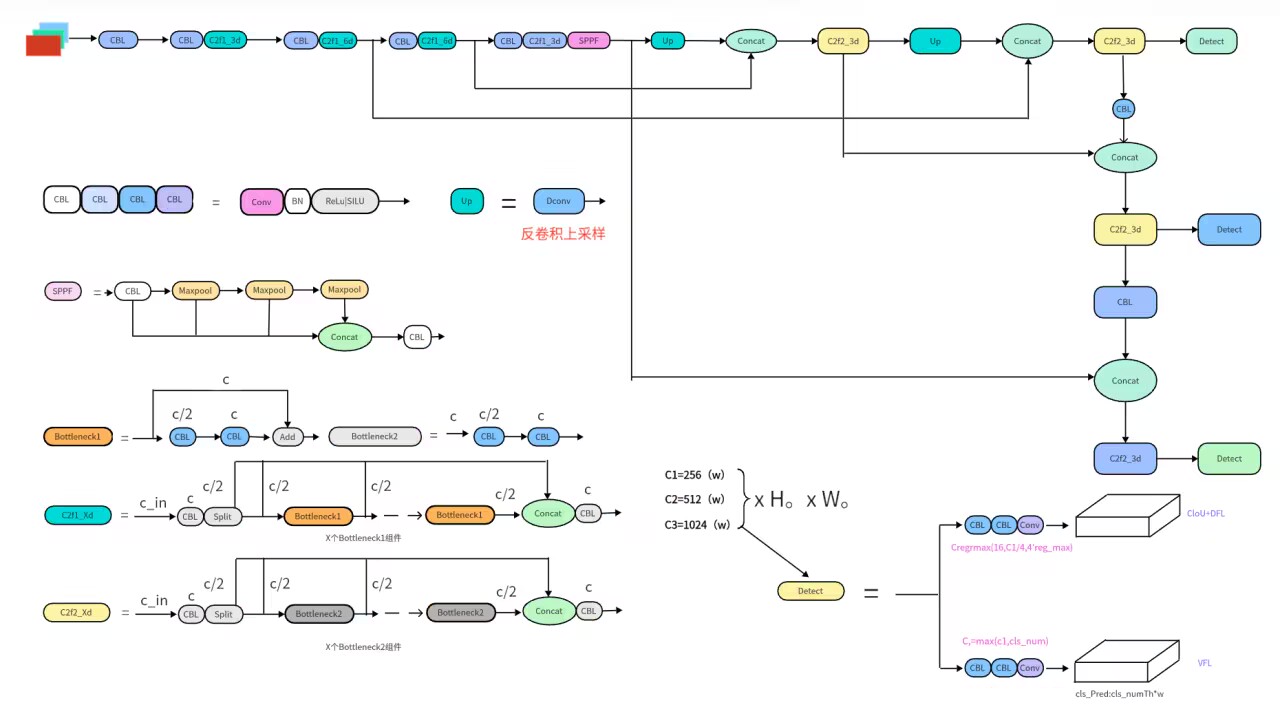 CBL CBL C2f1_3d CBL C2f1_6d CBL C2f1_6d CBL C2f1_3d SPPF Up Concat C2f2_3d Up Concat C2f2_3d Detect
CBL
Concat
CBL CBL CBL CBL = Conv BN ReLu|SILU Up = Dconv
反卷积上采样
C2f2_3d Detect
SPPF = CBL Maxpool Maxpool Maxpool
CBL
Concat CBL
Concat
c
c/2 c c c/2 c
Bottleneck1 = CBL CBL Add Bottleneck2 = CBL CBL
C2f2_3d Detect
c/2 c/2 c/2 c/2 c
c_in c
C2f1_Xd = CBL Split Bottleneck1 Bottleneck1 Concat CBL
X个Bottleneck1组件
C1=256（w）
C2=512（w） x H。x W。
C3=1024（w）
CBL CBL Conv CIoU+DFL
Cregrmax(16,C1/4,4'reg_max)
c/2 c/2 c/2 c/2 c
c_in c
C2f2_Xd = CBL Split Bottleneck2 Bottleneck2 Concat CBL
X个Bottleneck2组件
Detect =
C,=max(c1,cls_num)
CBL CBL Conv VFL
cls_Pred:cls_numTh*w